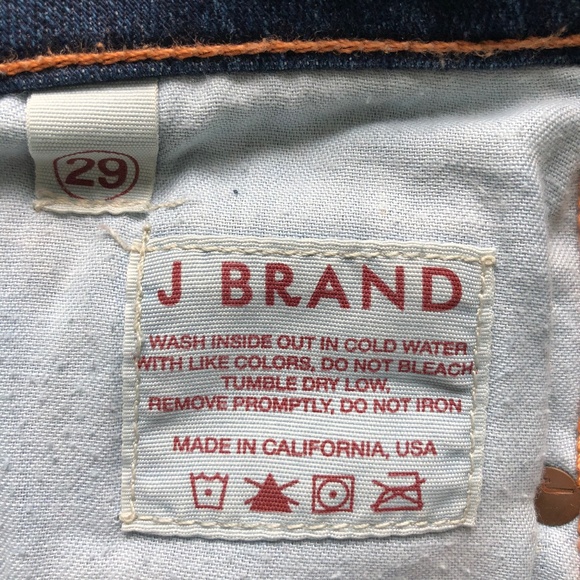 29
J BRAND
WASH INSIDE OUT IN COLD WATER
WITH LIKE COLORS, DO NOT BLEACH
TUMBLE DRY LOW,
REMOVE PROMPTLY, DO NOT IRON
MADE IN CALIFORNIA, USA